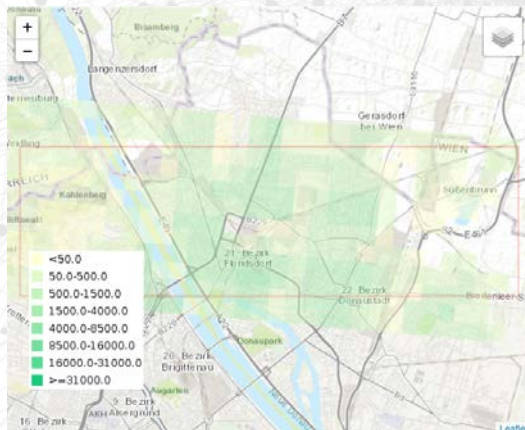 +
−
Bisamberg
Langenzersdorf
Gerasdorf
bei Wien
WIEN
Kahlenberg
Süßenbrunn
21 Bezirk
Floridsdorf
22 Bezirk
Donaustadt
<50.0
50.0-500.0
500.0-1500.0
1500.0-4000.0
4000.0-8500.0
8500.0-16000.0
16000.0-31000.0
>=31000.0
Donaupark
20 Bezirk
Brigittenau
Augarten
9 Bezirk
AKH Alsergrund
16 Bezirk
Leafle